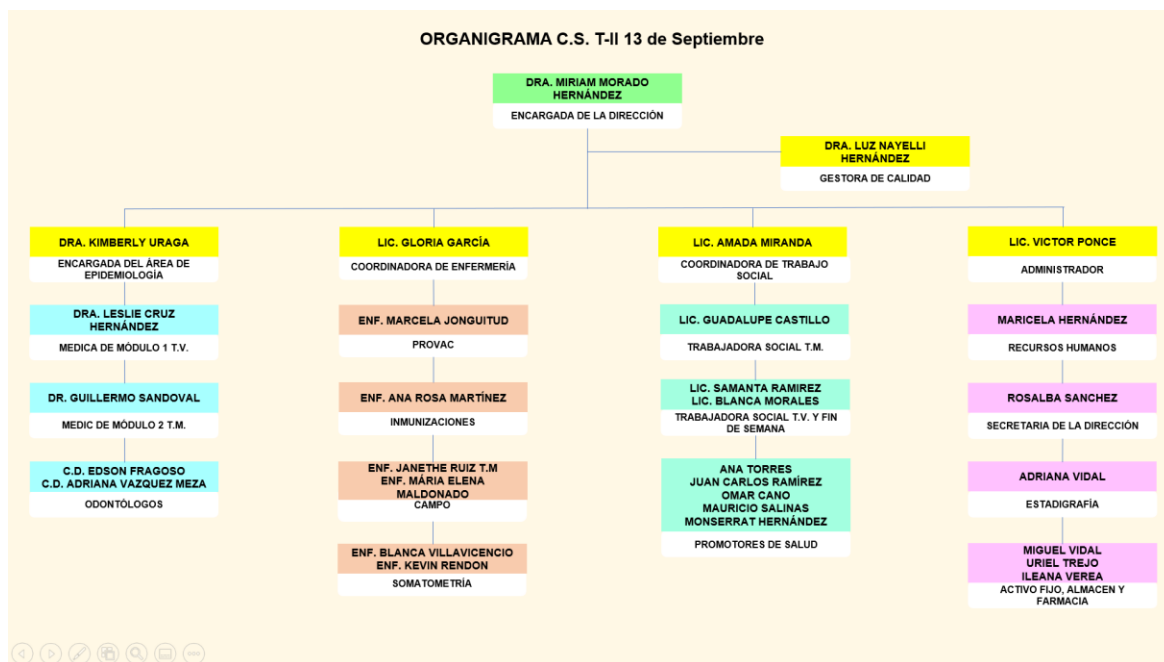 ORGANIGRAMA C.S. T-II 13 de Septiembre
DRA. MIRIAM MORADO
HERNÁNDEZ
ENCARGADA DE LA DIRECCIÓN
DRA. LUZ NAYELLI
HERNÁNDEZ
GESTORA DE CALIDAD
DRA. KIMBERLY URAGA
ENCARGADA DEL ÁREA DE
EPIDEMIOLOGÍA
DRA. LESLIE CRUZ
HERNÁNDEZ
MEDICA DE MÓDULO 1 T.V.
DR. GUILLERMO SANDOVAL
MEDIC DE MÓDULO 2 T.M.
C.D. EDSON FRAGOSO
C.D. ADRIANA VAZQUEZ MEZA
ODONTÓLOGOS
LIC. GLORIA GARCÍA
COORDINADORA DE ENFERMERÍA
ENF. MARCELA JONGUITUD
PROVAC
ENF. ANA ROSA MARTÍNEZ
INMUNIZACIONES
ENF. JANETHE RUIZ T.M
ENF. MÁRIA ELENA
MALDONADO
CAMPO
ENF. BLANCA VILLAVICENCIO
ENF. KEVIN RENDON
SOMATOMETRÍA
LIC. AMADA MIRANDA
COORDINADORA DE TRABAJO
SOCIAL
LIC. GUADALUPE CASTILLO
TRABAJADORA SOCIAL T.M.
LIC. SAMANTA RAMIREZ
LIC. BLANCA MORALES
TRABAJADORA SOCIAL T.V. Y FIN
DE SEMANA
ANA TORRES
JUAN CARLOS RAMÍREZ
OMAR CANO
MAURICIO SALINAS
MONSERRAT HERNÁNDEZ
PROMOTORES DE SALUD
LIC. VICTOR PONCE
ADMINISTRADOR
MARICELA HERNÁNDEZ
RECURSOS HUMANOS
ROSALBA SANCHEZ
SECRETARIA DE LA DIRECCIÓN
ADRIANA VIDAL
ESTADIGRAFÍA
MIGUEL VIDAL
URIEL TREJO
ILEANA VEREA
ACTIVO FIJO, ALMACEN Y
FARMACIA